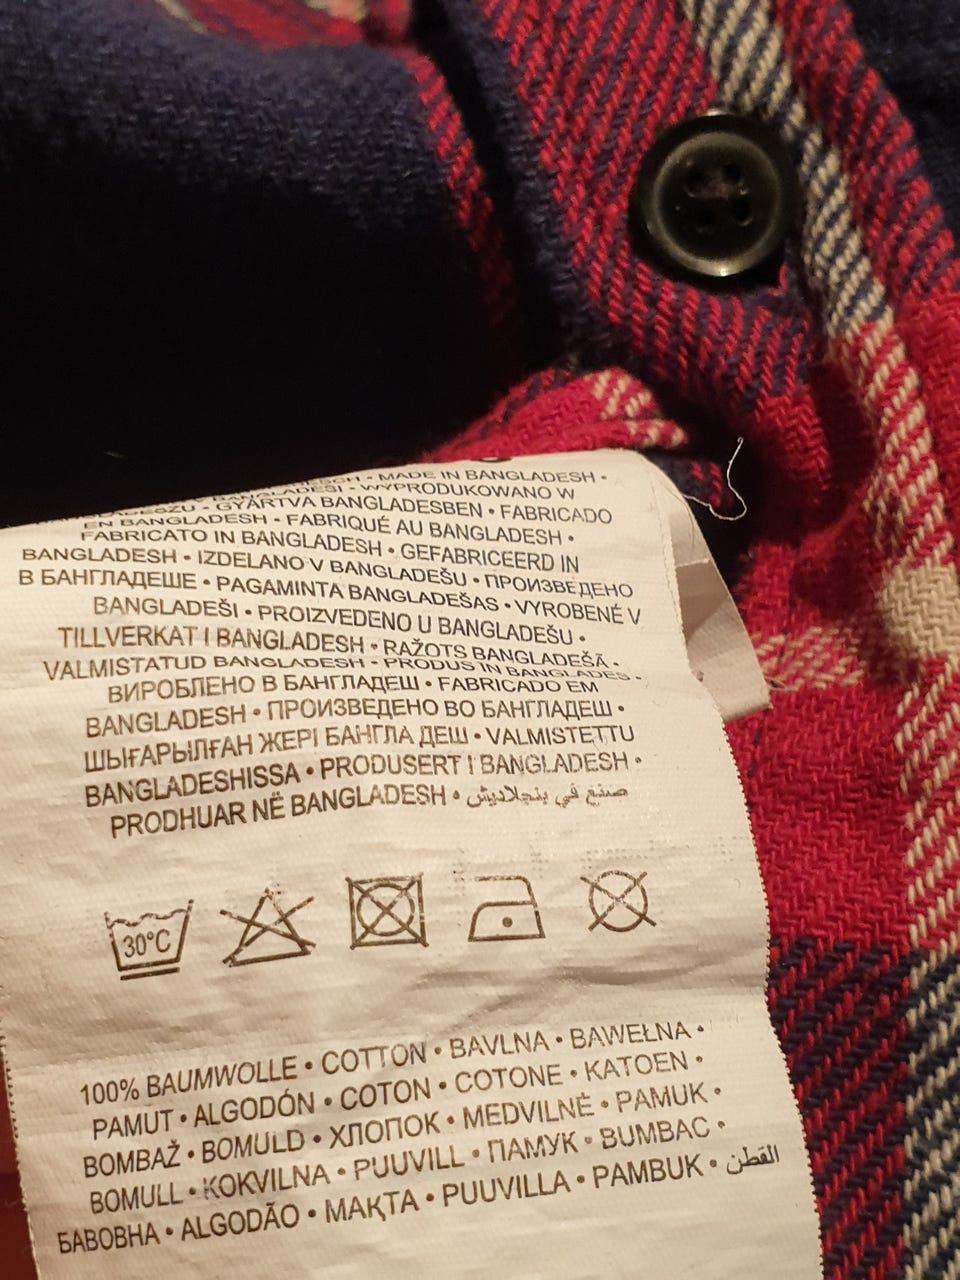 MADE IN BANGLADESH •
BANGLADESI • WYPRODUKOWANO W
GYÁRTVA BANGLADESBEN • FABRICADO
EN BANGLADESH • FABRIQUÉ AU BANGLADESH •
FABRICATO IN BANGLADESH • GEFABRICEERD IN
BANGLADESH • IZDELANO V BANGLADEŠU • ПРОИЗВЕДЕНО
В БАНГЛАДЕШЕ • PAGAMINTA BANGLADEŠAS • VYROBENÉ V
BANGLADEŠI • PROIZVEDENO U BANGLADEŠU •
TILLVERKAT I BANGLADESH • RAŽOTS BANGLADEŠĀ •
VALMISTATUD BANGLADESH • PRODUS IN BANGLADES •
ВИРОБЛЕНО В БАНГЛАДЕШ • FABRICADO EM
BANGLADESH • ПРОИЗВЕДЕНО ВО БАНГЛАДЕШ •
ШЫҒАРЫЛҒАН ЖЕРІ БАНГЛА ДЕШ • VALMISTETTU
BANGLADESHISSA • PRODUSERT I BANGLADESH •
PRODHUAR NË BANGLADESH • صنع في بنجلاديش
30°C
100% BAUMWOLLE • COTTON • BAVLNA • BAWEŁNA •
PAMUT • ALGODÓN • COTON • COTONE • KATOEN •
BOMBAŽ • BOMULD • ХЛОПОК • MEDVILNĖ • PAMUK •
BOMULL • KOKVILNA • PUUVILL • ПАМУК • BUMBAC •
БАВОВНА • ALGODÃO • МАҚТА • PUUVILLA • PAMBUK • القطن